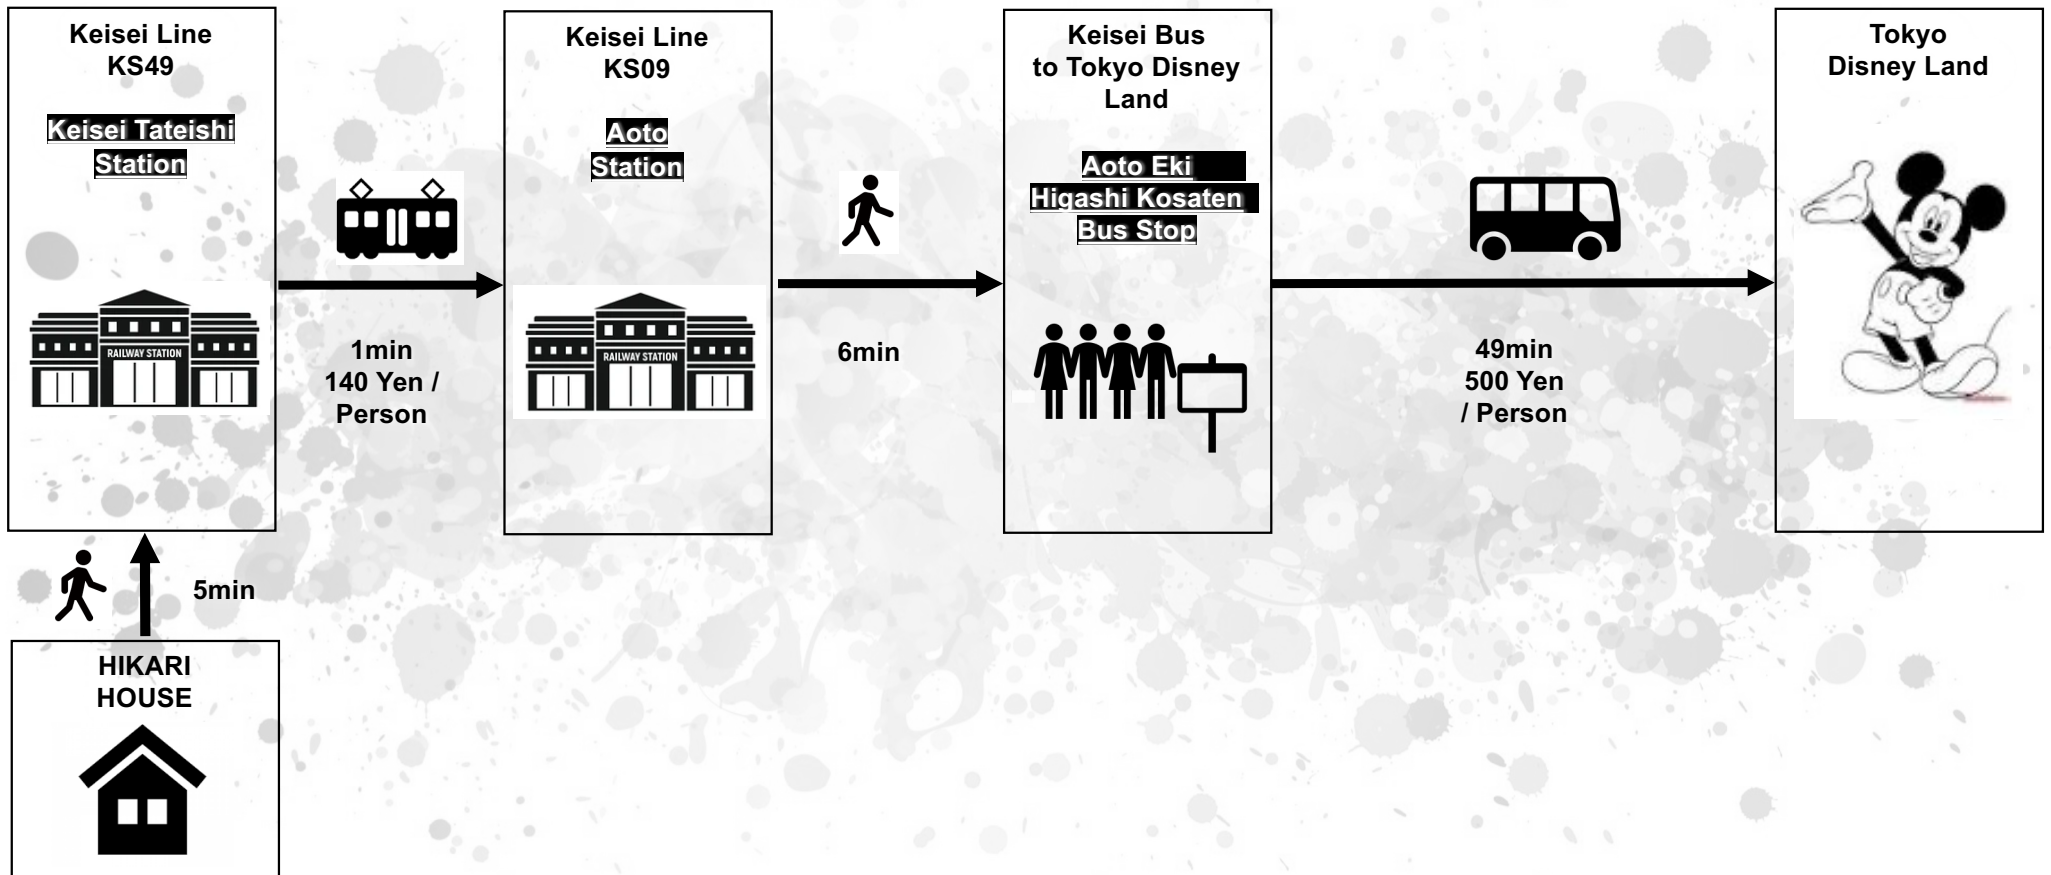 Keisei Line
KS49
Keisei Tateishi
Station
RAILWAY STATION
1min
140 Yen /
Person
Keisei Line
KS09
Aoto
Station
RAILWAY STATION
6min
Keisei Bus
to Tokyo Disney
Land
Aoto Eki
Higashi Kosaten
Bus Stop
49min
500 Yen
/ Person
Tokyo
Disney Land
5min
HIKARI
HOUSE